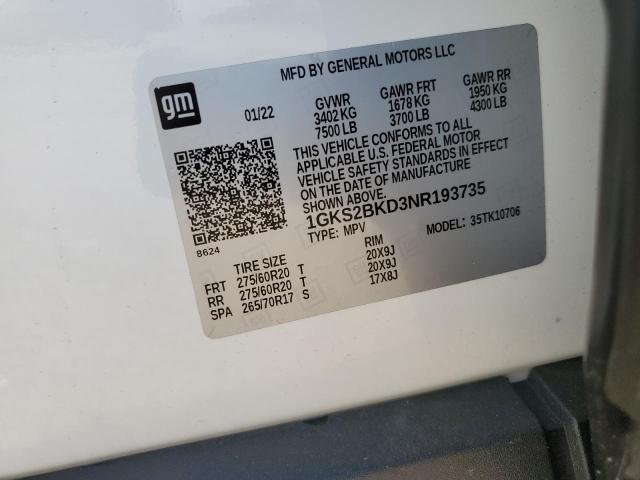 MFD BY GENERAL MOTORS LLC
gm
01/22
GVWR GAWR FRT GAWR RR
3402 KG 1678 KG 1950 KG
7500 LB 3700 LB 4300 LB
THIS VEHICLE CONFORMS TO ALL
APPLICABLE U.S. FEDERAL MOTOR
VEHICLE SAFETY STANDARDS IN EFFECT
ON THE DATE OF MANUFACTURE
SHOWN ABOVE.
1GKS2BKD3NR193735
TYPE: MPV MODEL: 35TK10706
8624
TIRE SIZE RIM
FRT 275/60R20 T 20X9J
RR 275/60R20 T 20X9J
SPA 265/70R17 S 17X8J